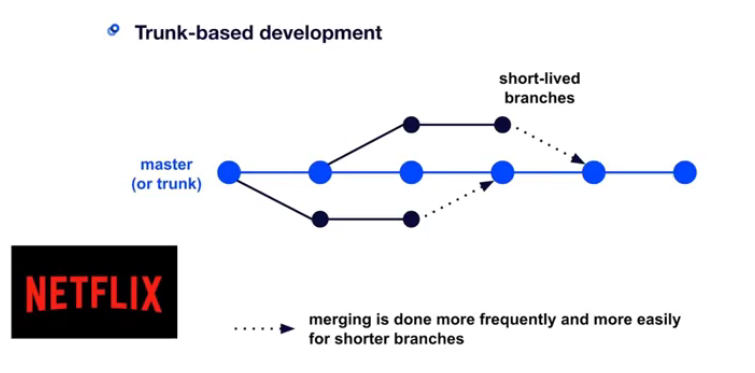 Trunk-based development
short-lived
branches
master
(or trunk)
NETFLIX
merging is done more frequently and more easily
for shorter branches